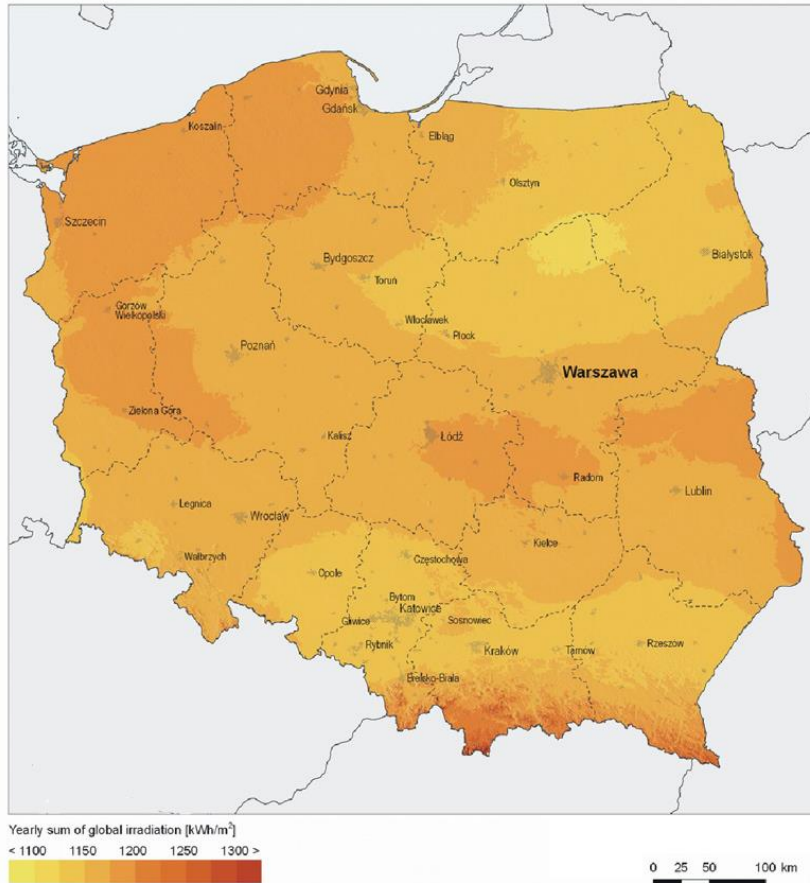 Gdynia
Gdańsk
Koszalin
Elbląg
Olsztyn
Szczecin
Białystok
Bydgoszcz
Toruń
Gorzów
Wielkopolski
Włocławek
Płock
Poznań
Warszawa
Zielona Góra
Kalisz
Łódź
Radom
Lublin
Legnica
Wrocław
Kielce
Wałbrzych
Częstochowa
Opole
Bytom
Katowice
Gliwice
Sosnowiec
Rybnik
Kraków
Tarnów
Rzeszów
Bielsko-Biała
Yearly sum of global irradiation [kWh/m²]
< 1100 1150 1200 1250 1300 >
0 25 50 100 km